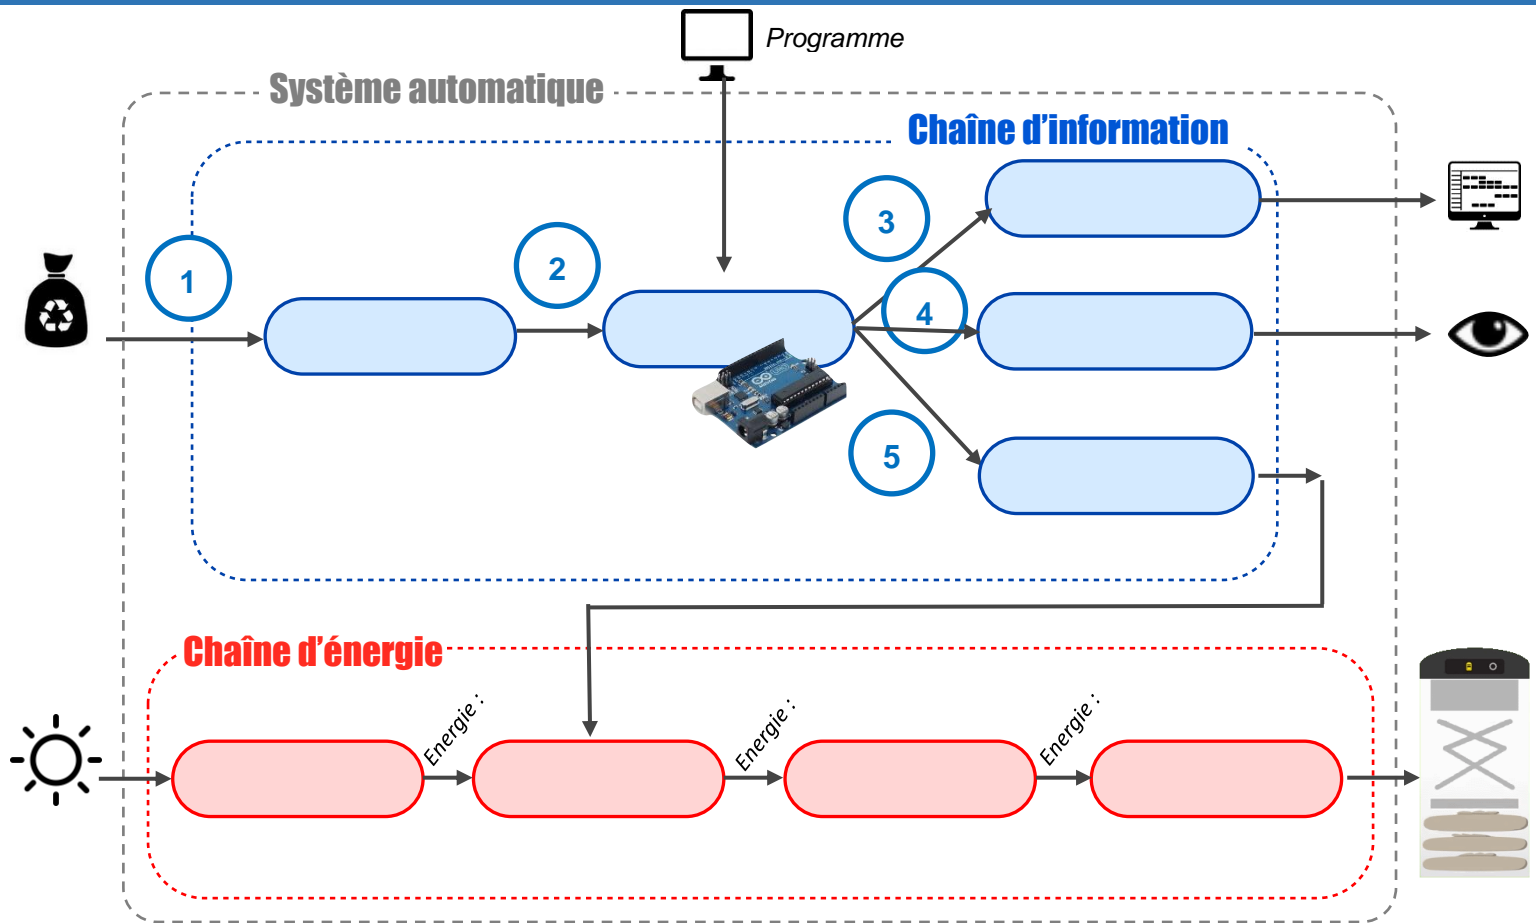 Programme
Système automatique
Chaîne d'information
1
2
3
4
5
Chaîne d'énergie
Energie :
Energie :
Energie :